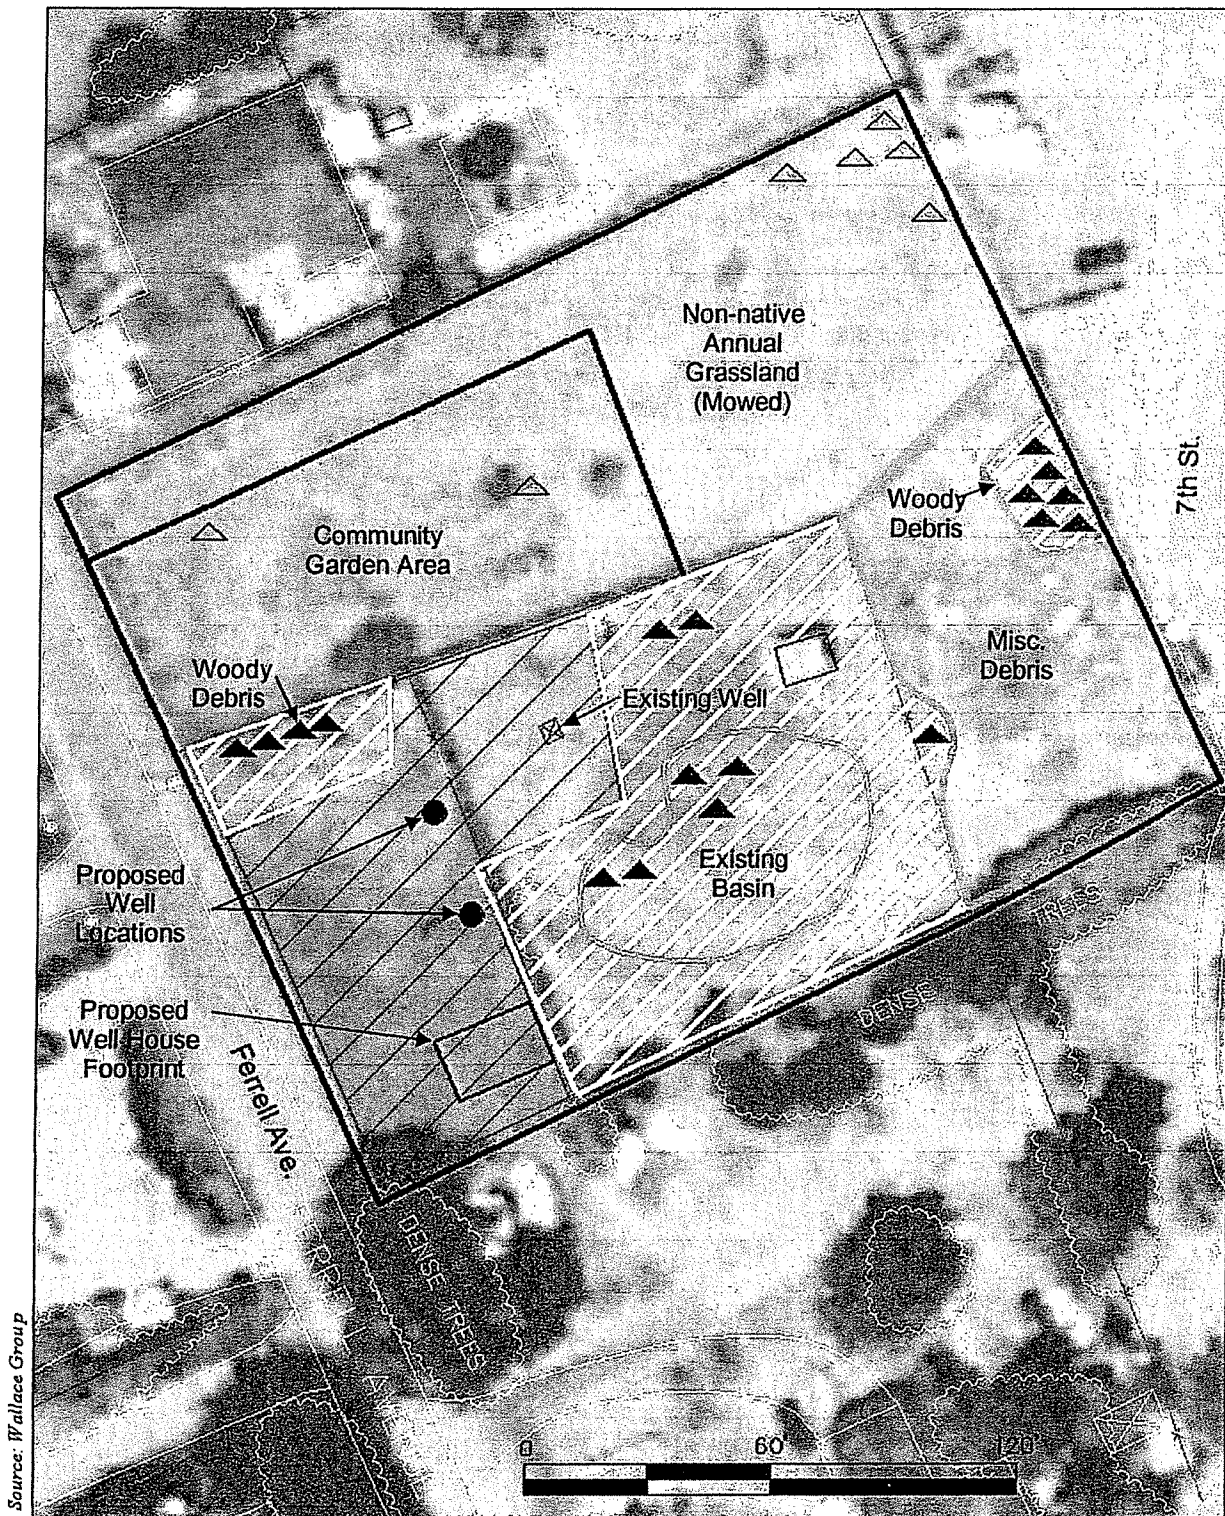 Non-native
Annual
Grassland
(Mowed)
Woody
Debris
7th St.
Community
Garden Area
Misc.
Debris
Woody
Debris
Existing Well
Existing
Basin
Proposed
Well
Locations
TREES
DENSE
Proposed
Well House
Footprint
Ferrell Ave.
DENSE TREES
0 60 120
Source: Wallace Group